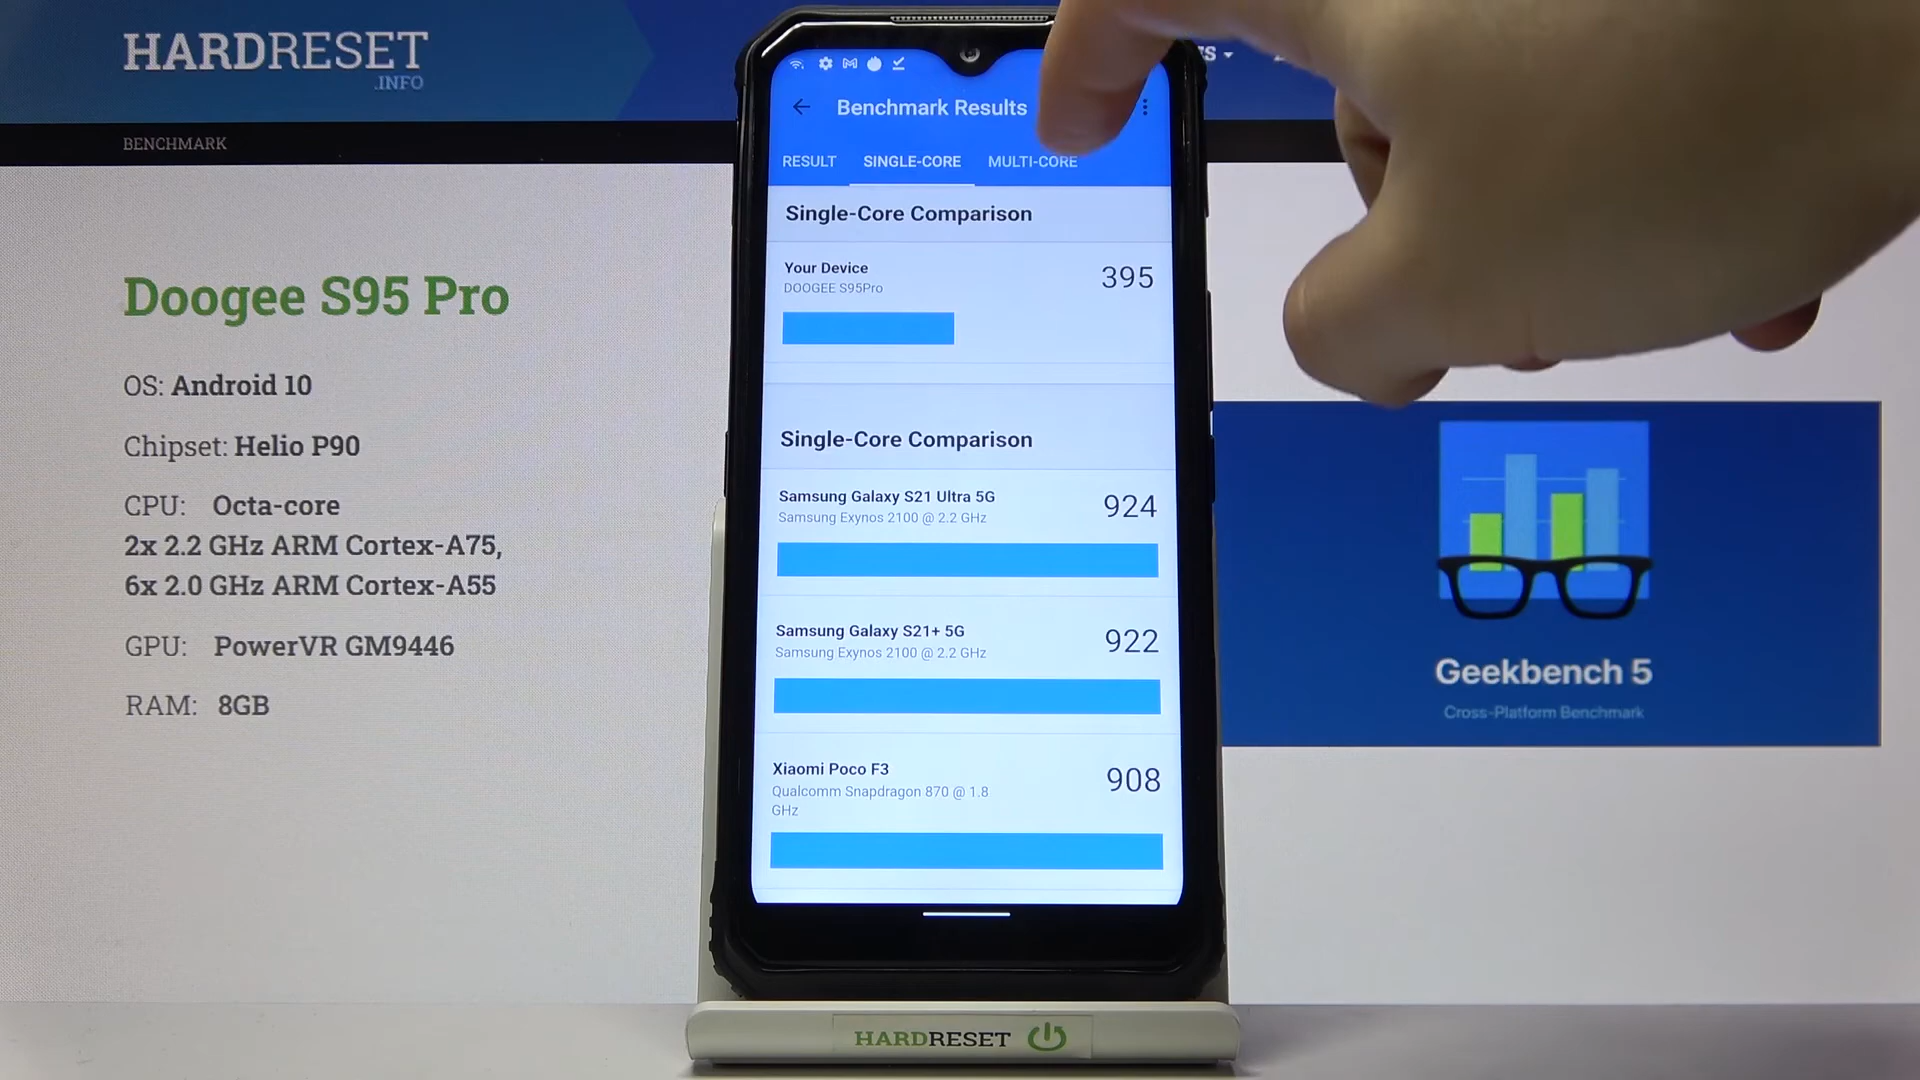 HARDRESET
.INFO
BENCHMARK
Doogee S95 Pro
OS: Android 10
Chipset: Helio P90
CPU: Octa-core
2x 2.2 GHz ARM Cortex-A75,
6x 2.0 GHz ARM Cortex-A55
GPU: PowerVR GM9446
RAM: 8GB
Benchmark Results
RESULT SINGLE-CORE MULTI-CORE
Single-Core Comparison
Your Device
395
DOOGEE S95Pro
Single-Core Comparison
Samsung Galaxy S21 Ultra 5G
924
Samsung Exynos 2100 @ 2.2 GHz
Samsung Galaxy S21+ 5G
922
Samsung Exynos 2100 @ 2.2 GHz
Xiaomi Poco F3
908
Qualcomm Snapdragon 870 @ 1.8
GHz
Geekbench 5
Cross-Platform Benchmark
HARDRESET